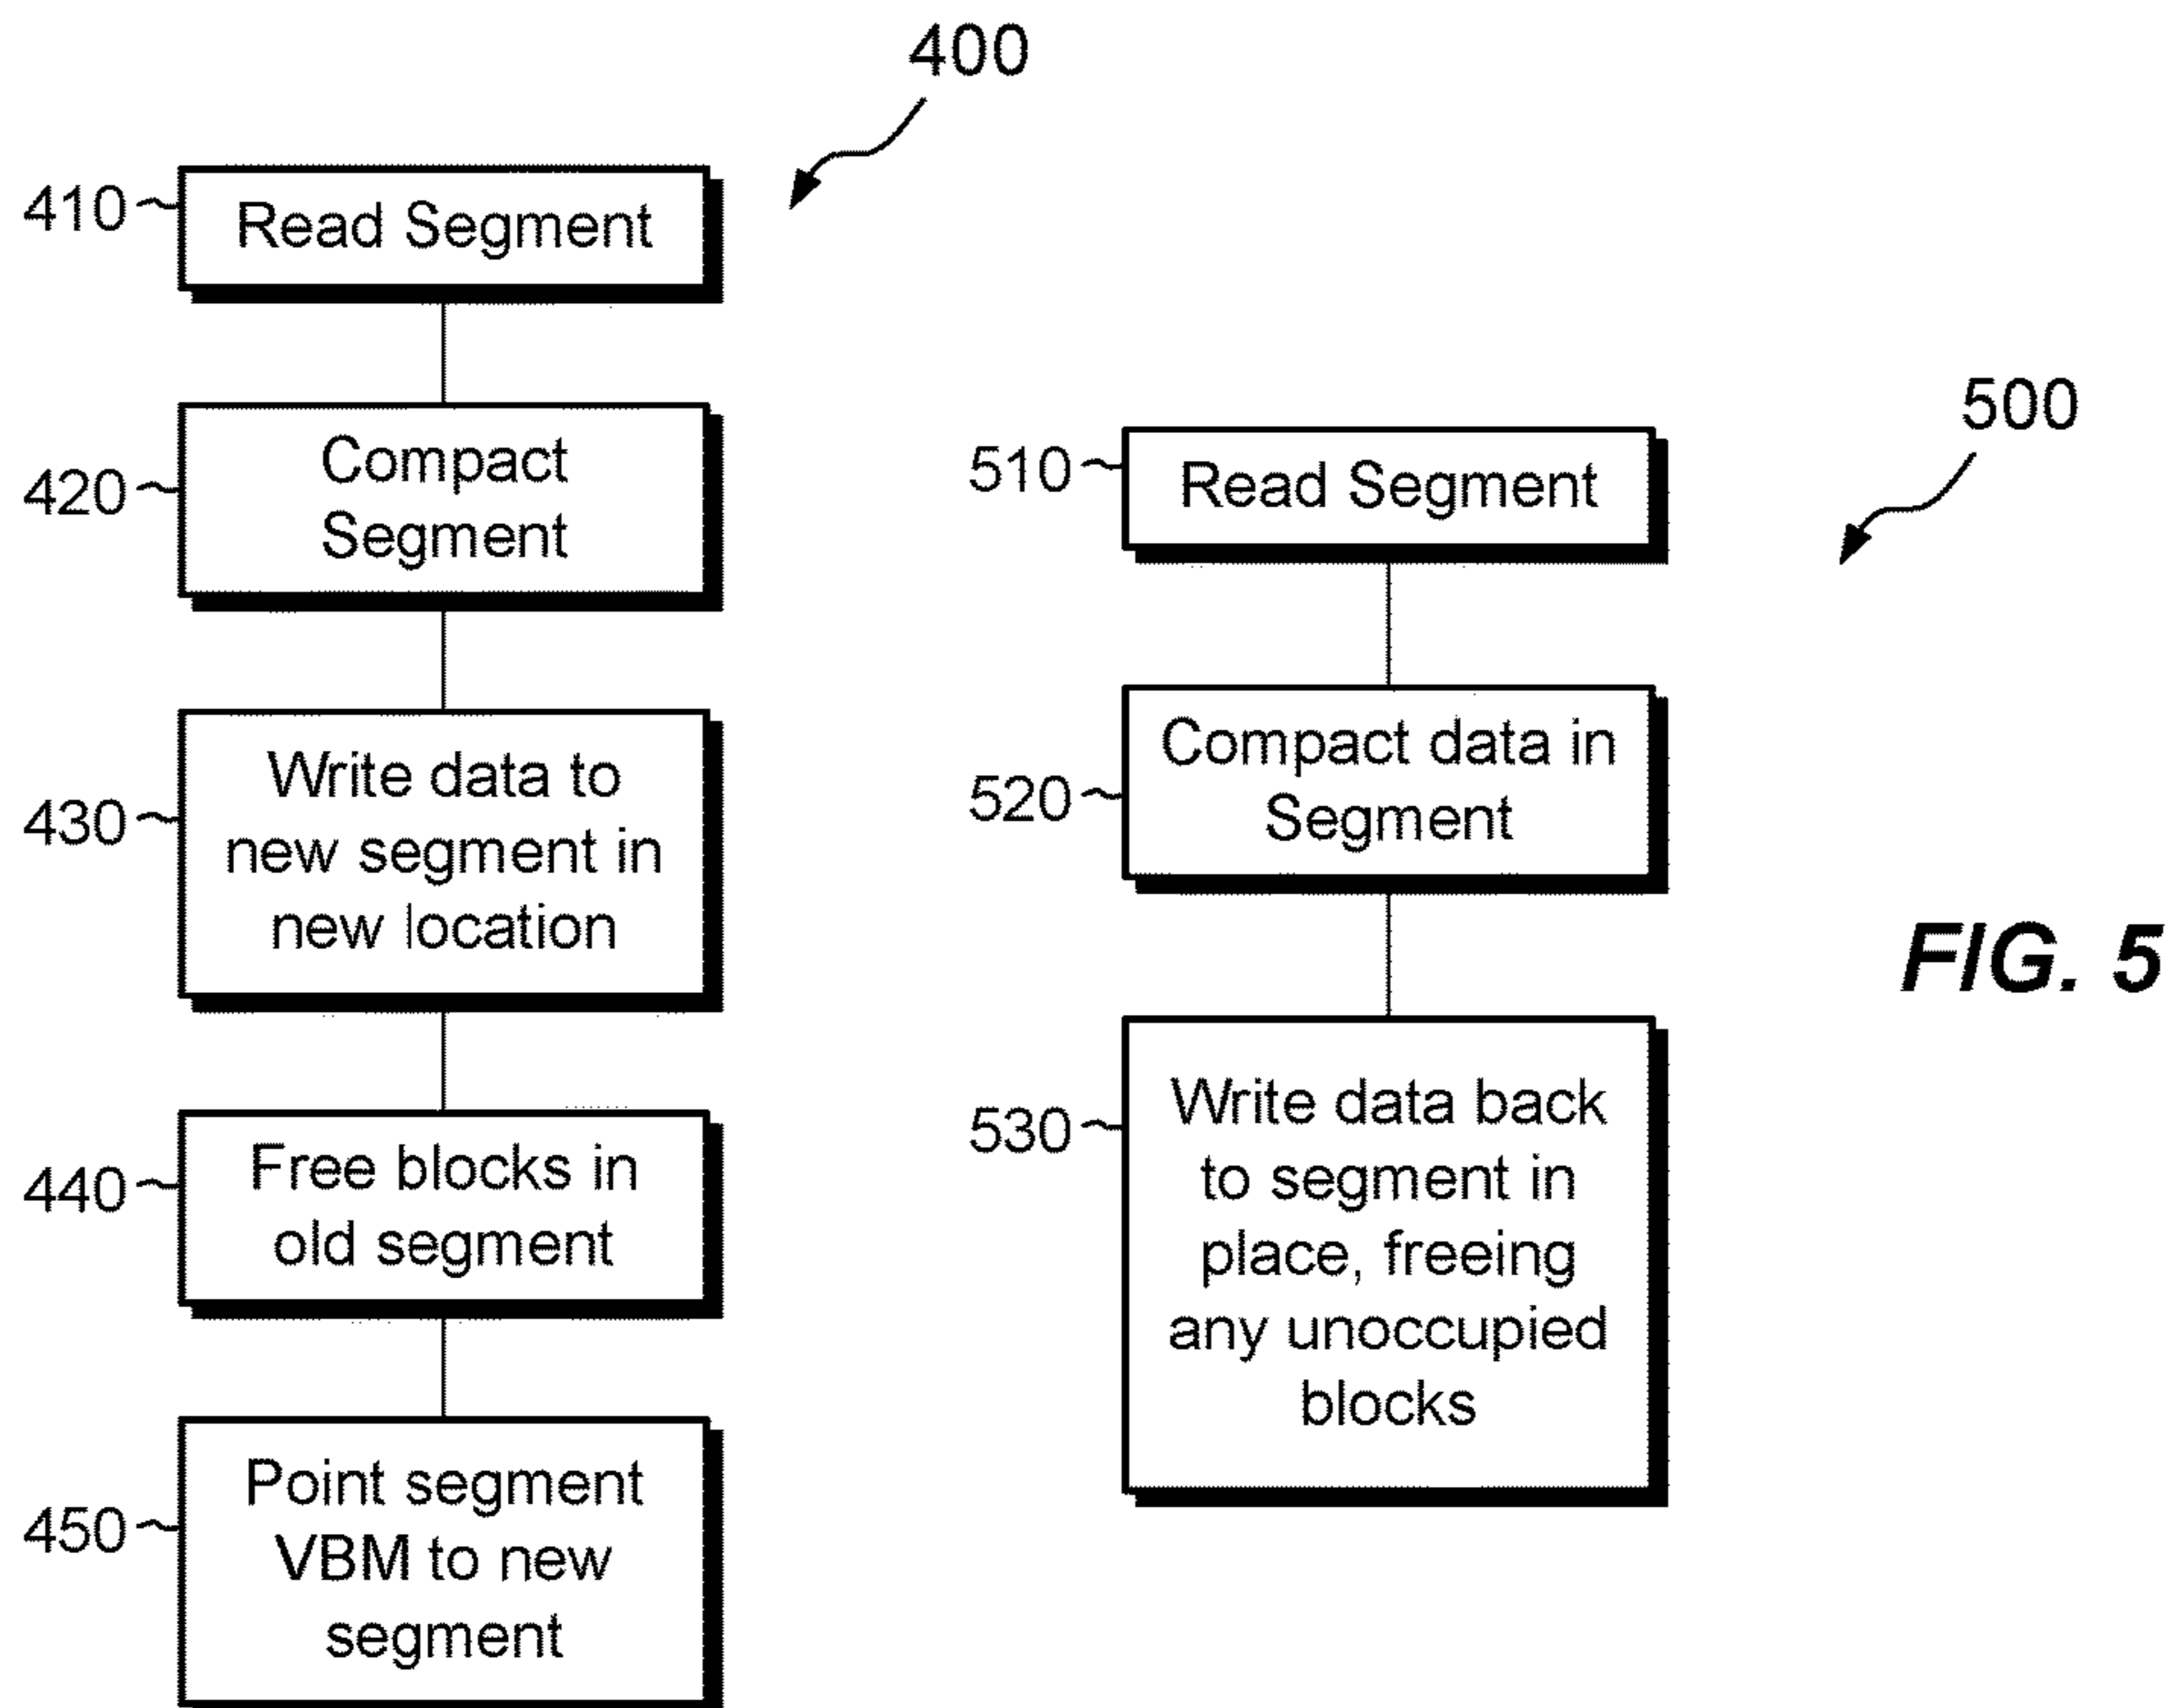 400
410
Read Segment
420
Compact
Segment
430
Write data to
new segment in
new location
440
Free blocks in
old segment
450
Point segment
VBM to new
segment
500
510
Read Segment
520
Compact data in
Segment
530
Write data back
to segment in
place, freeing
any unoccupied
blocks
FIG. 5